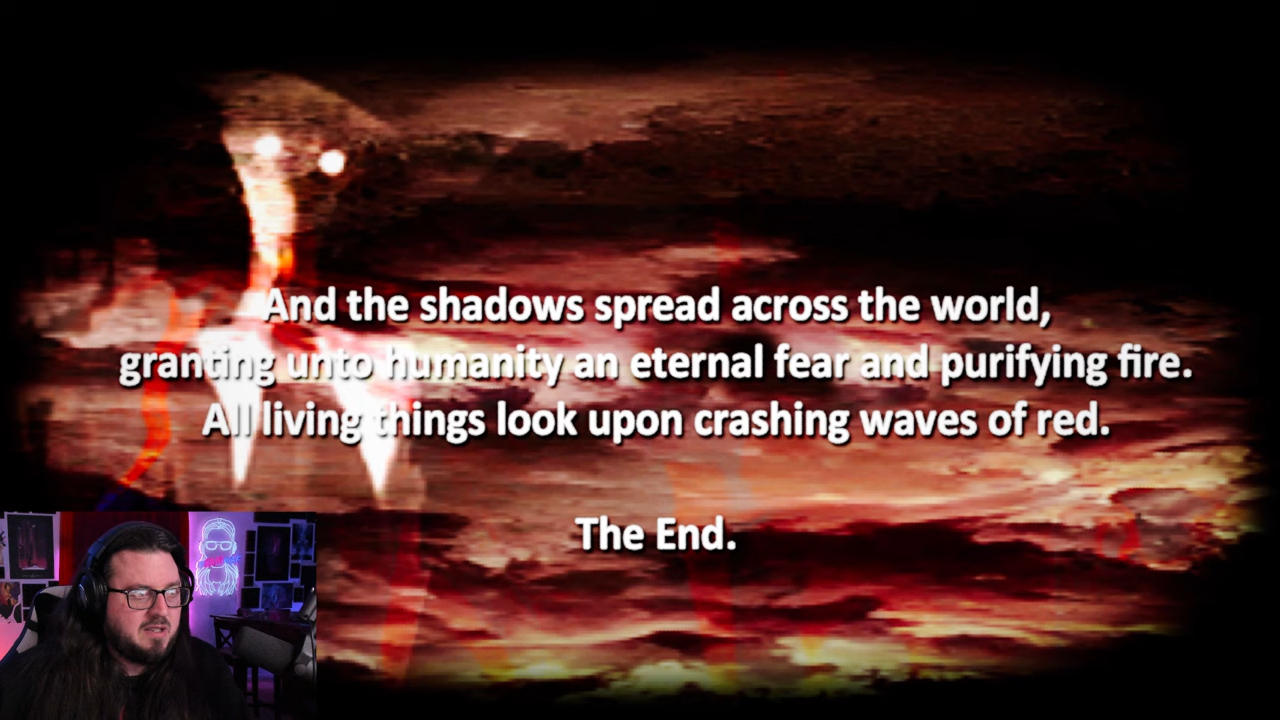 And the shadows spread across the world,
granting unto humanity an eternal fear and purifying fire.
All living things look upon crashing waves of red.
The End.